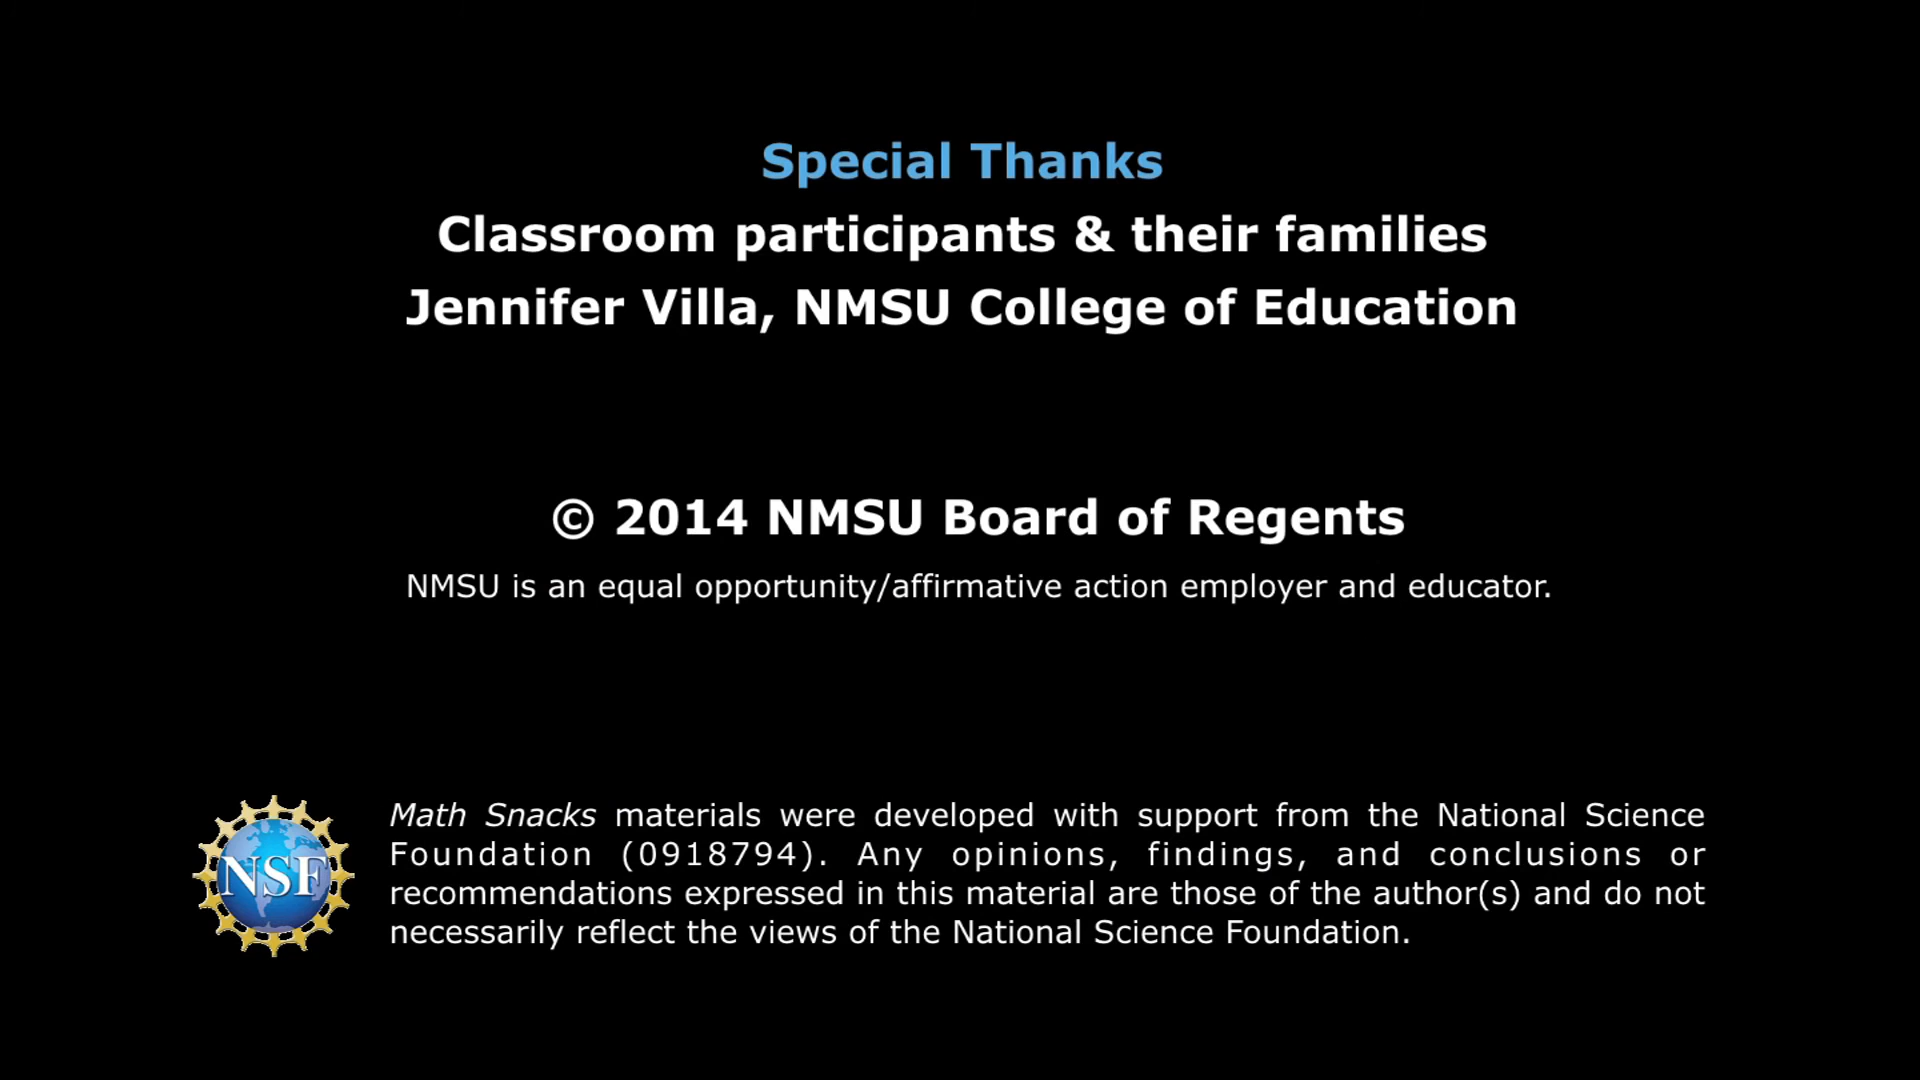 Special Thanks
Classroom participants & their families
Jennifer Villa, NMSU College of Education
© 2014 NMSU Board of Regents
NMSU is an equal opportunity/affirmative action employer and educator.
NSF
Math Snacks materials were developed with support from the National Science
Foundation (0918794). Any opinions, findings, and conclusions or
recommendations expressed in this material are those of the author(s) and do not
necessarily reflect the views of the National Science Foundation.